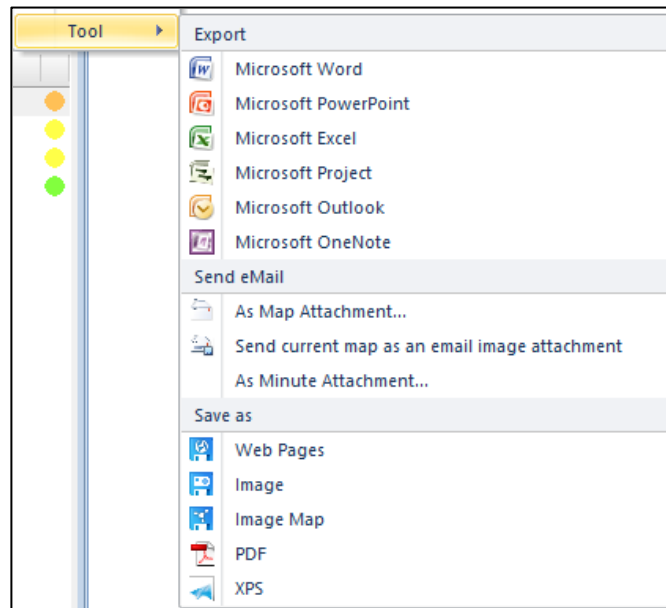 Tool
Export
Microsoft Word
Microsoft PowerPoint
Microsoft Excel
Microsoft Project
Microsoft Outlook
Microsoft OneNote
Send eMail
As Map Attachment...
Send current map as an email image attachment
As Minute Attachment...
Save as
Web Pages
Image
Image Map
PDF
XPS